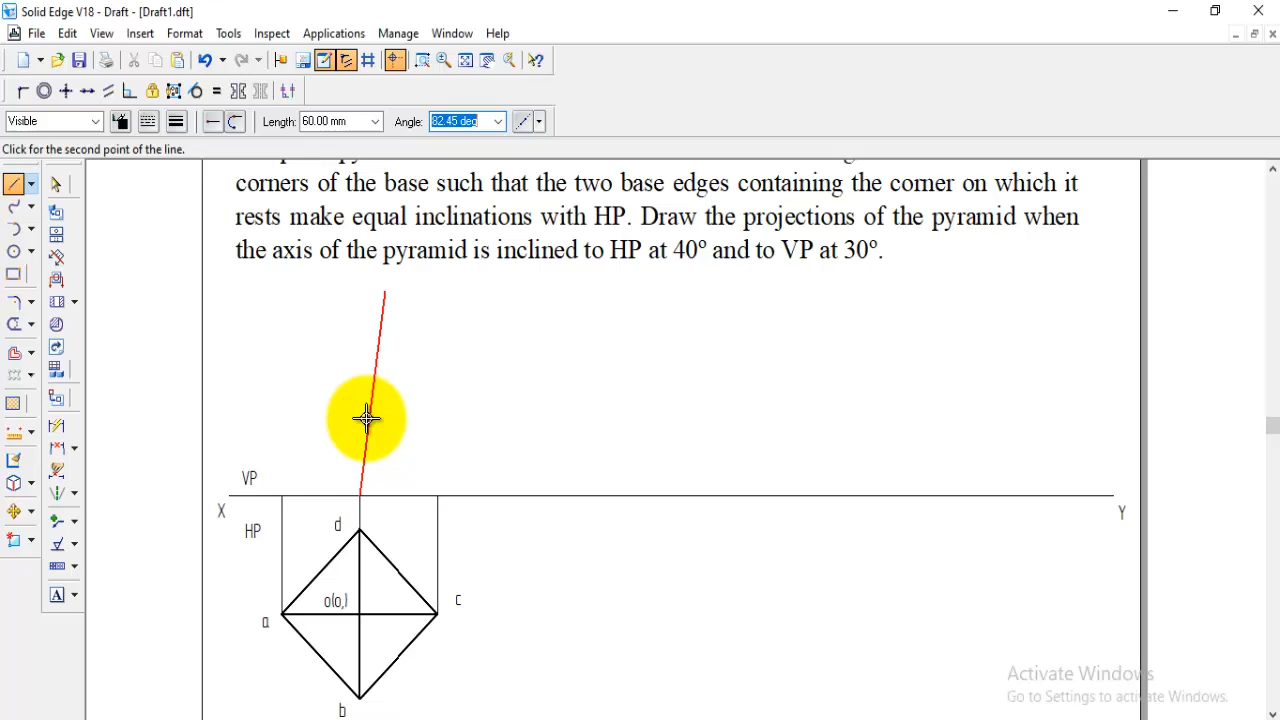 Solid Edge V18 - Draft - [Draft1.dft]
File Edit View Insert Format Tools Inspect Applications Manage Window Help
Visible Length: 60.00 mm Angle: 82.45 deg
Click for the second point of the line.
corners of the base such that the two base edges containing the corner on which it
rests make equal inclinations with HP. Draw the projections of the pyramid when
the axis of the pyramid is inclined to HP at 40º and to VP at 30º.
VP
X Y
HP
d
o(o,)
a
c
b
Activate Windows
Go to Settings to activate Windows.